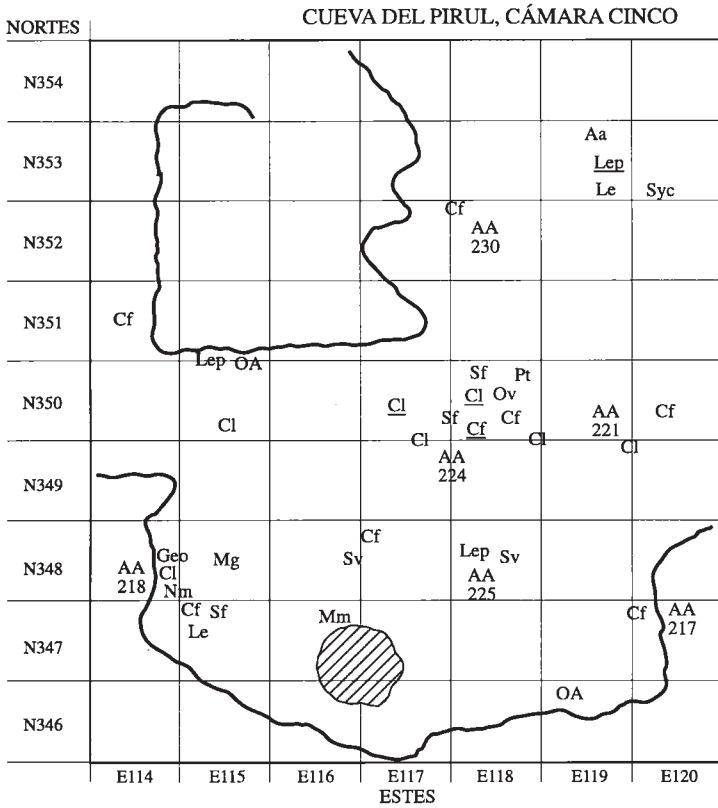 CUEVA DEL PIRUL, CÁMARA CINCO
NORTES
N354
N353
Aa
Lep
Le
Syc
N352
Cf
AA
230
N351
Cf
Lep
OA
N350
Sf
Pt
Cl
Ov
Cl
Sf
Cf
Cf
AA
221
Cf
Cl
Cl
Cl
Cl
N349
AA
224
N348
Cf
Geo
Mg
Sv
Lep
Sv
AA
218
Cl
AA
225
Nm
N347
Cf
Sf
Le
Mm
Cf
AA
217
N346
OA
E114
E115
E116
E117
E118
E119
E120
ESTES